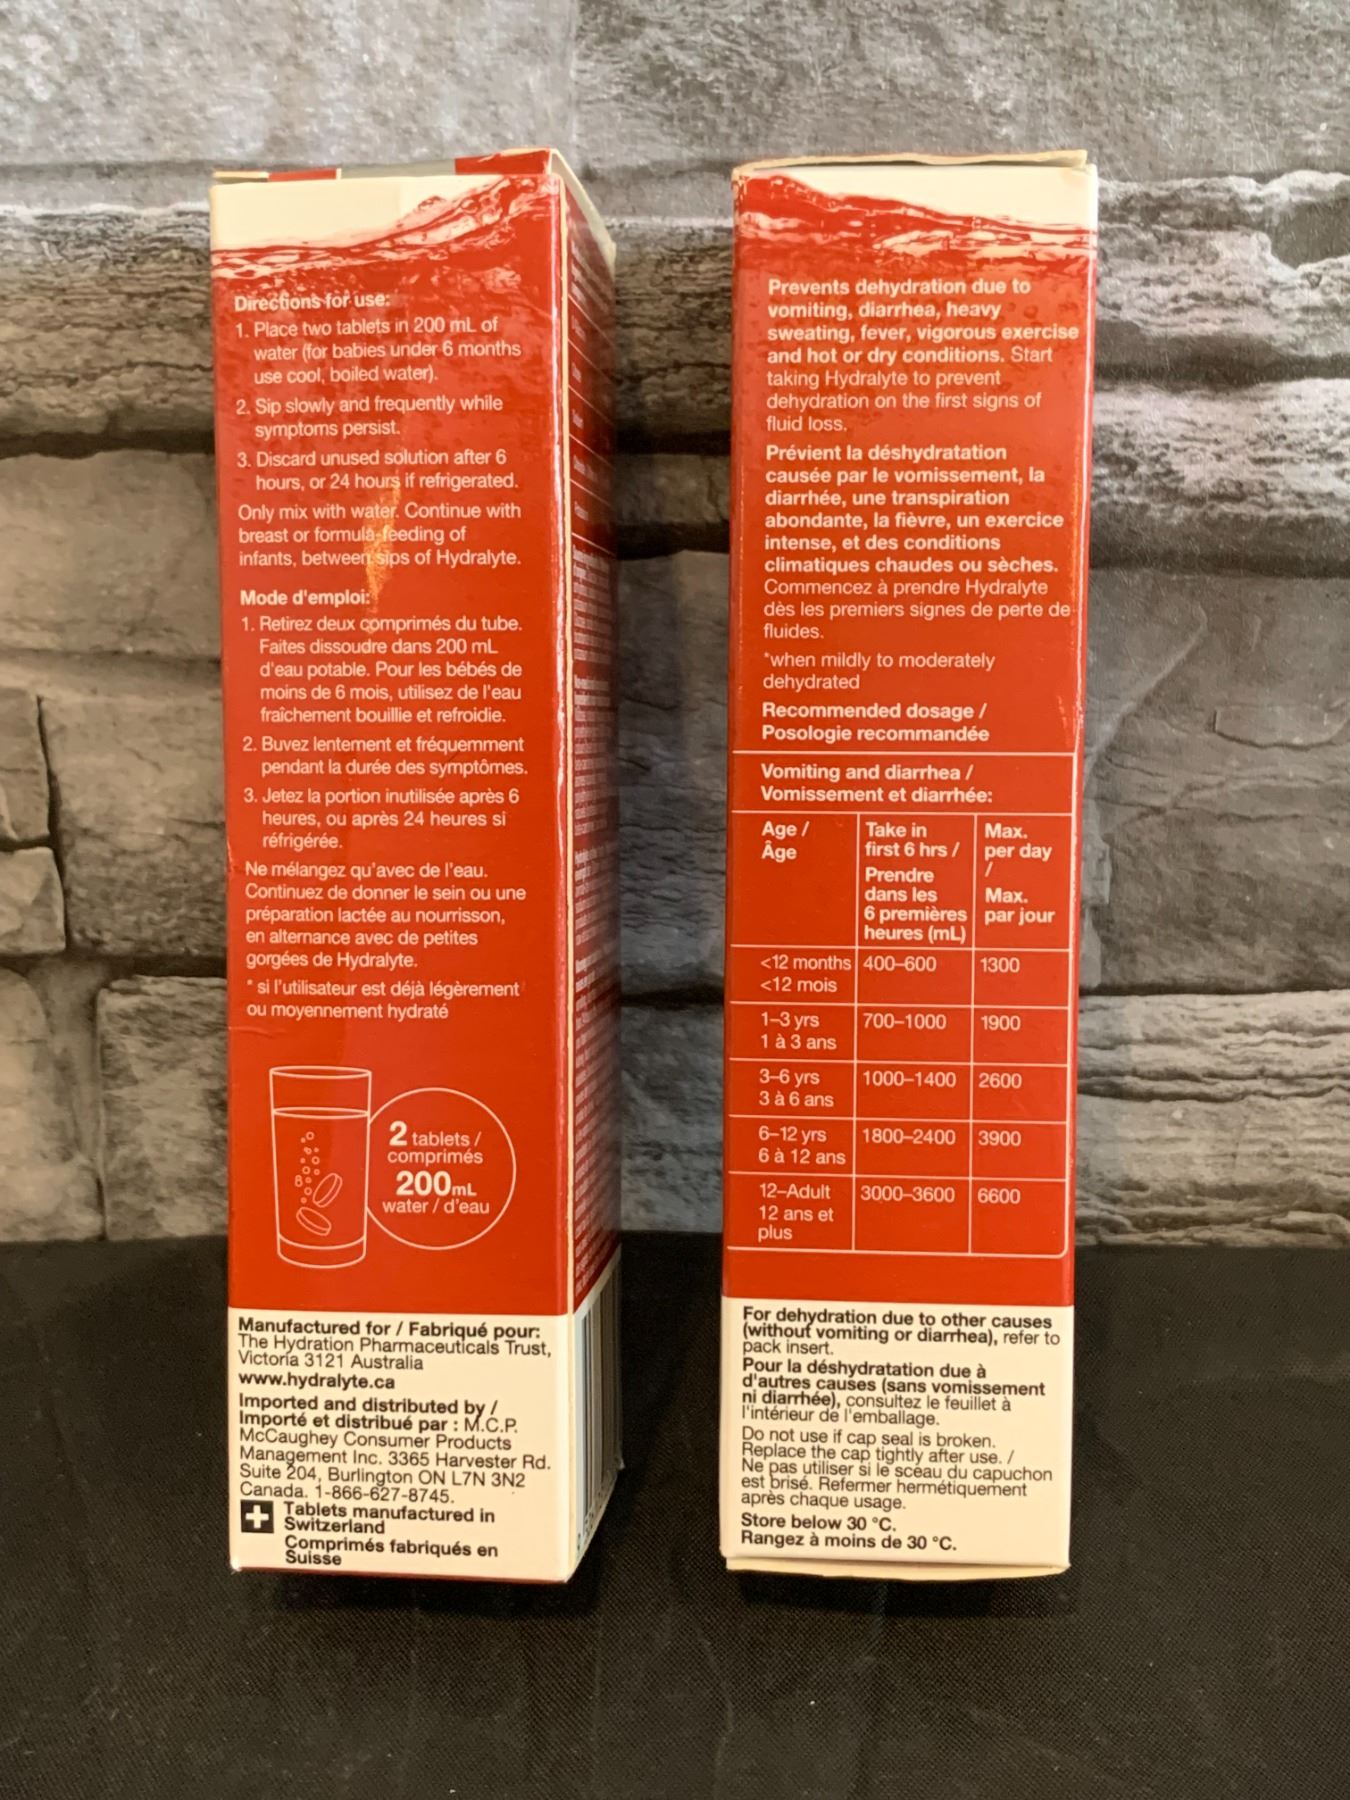 Directions for use:
1. Place two tablets in 200 mL of
water (for babies under 6 months
use cool, boiled water).
2. Sip slowly and frequently while
symptoms persist.
3. Discard unused solution after 6
hours, or 24 hours if refrigerated.
Only mix with water. Continue with
breast or formula-feeding of
infants, between sips of Hydralyte.
Mode d'emploi:
1. Retirez deux comprimés du tube.
Faites dissoudre dans 200 mL
d'eau potable. Pour les bébés de
moins de 6 mois, utilisez de l'eau
fraîchement bouillie et refroidie.
2. Buvez lentement et fréquemment
pendant la durée des symptômes.
3. Jetez la portion inutilisée après 6
heures, ou après 24 heures si
réfrigérée.
Ne mélangez qu'avec de l'eau.
Continuez de donner le sein ou une
préparation lactée au nourrisson,
en alternance avec de petites
gorgées de Hydralyte.
* si l'utilisateur est déjà légèrement
ou moyennement hydraté
2 tablets /
comprimés
200mL
water / d'eau
Manufactured for / Fabriqué pour:
The Hydration Pharmaceuticals Trust,
Victoria 3121 Australia
www.hydralyte.ca
Imported and distributed by /
Importé et distribué par : M.C.P.
McCaughey Consumer Products
Management Inc. 3365 Harvester Rd.
Suite 204, Burlington ON L7N 3N2
Canada. 1-866-627-8745.
Tablets manufactured in
Switzerland
Comprimés fabriqués en
Suisse
Prevents dehydration due to
vomiting, diarrhea, heavy
sweating, fever, vigorous exercise
and hot or dry conditions. Start
taking Hydralyte to prevent
dehydration on the first signs of
fluid loss.
Prévient la déshydratation
causée par le vomissement, la
diarrhée, une transpiration
abondante, la fièvre, un exercice
intense, et des conditions
climatiques chaudes ou sèches.
Commencez à prendre Hydralyte
dès les premiers signes de perte de
fluides.
*when mildly to moderately
dehydrated
Recommended dosage /
Posologie recommandée
Vomiting and diarrhea /
Vomissement et diarrhée:
Age / Take in Max.
Âge first 6 hrs / per day
/
Prendre
dans les Max.
6 premières par jour
heures (mL)
<12 months 400–600 1300
<12 mois
1–3 yrs 700–1000 1900
1 à 3 ans
3–6 yrs 1000–1400 2600
3 à 6 ans
6–12 yrs 1800–2400 3900
6 à 12 ans
12–Adult 3000–3600 6600
12 ans et
plus
For dehydration due to other causes
(without vomiting or diarrhea), refer to
pack insert.
Pour la déshydratation due à
d'autres causes (sans vomissement
ni diarrhée), consultez le feuillet à
l'intérieur de l'emballage.
Do not use if cap seal is broken.
Replace the cap tightly after use. /
Ne pas utiliser si le sceau du capuchon
est brisé. Refermer hermétiquement
après chaque usage.
Store below 30 °C.
Rangez à moins de 30 °C.